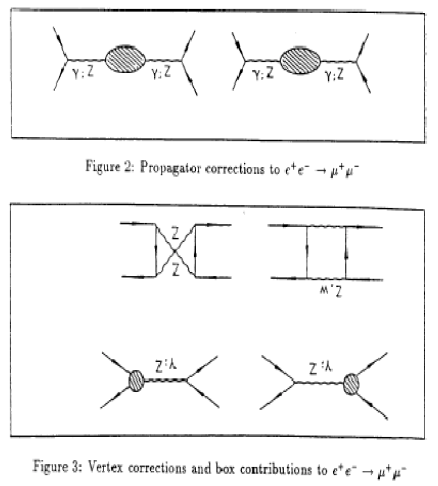 γ;Z γ;Z γ;Z γ;Z
Figure 2: Propagator corrections to e⁺e⁻ → μ⁺μ⁻
Z
Z
Z,W
γ;Z γ;Z
Figure 3: Vertex corrections and box contributions to e⁺e⁻ → μ⁺μ⁻